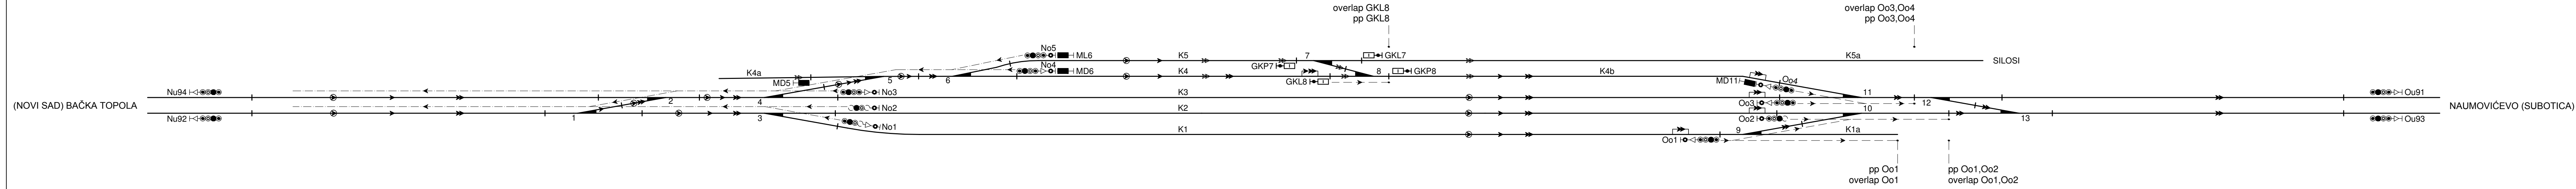 overlap GKL8
pp GKL8
overlap Oo3,Oo4
pp Oo3,Oo4
No5
ML6
K5
7
GKL7
K5a
SILOSI
GKP7
No4
MD6
K4a
MD5
5
6
K4
8
GKP8
GKL8
K4b
MD11
Oo4
(NOVI SAD) BAČKA TOPOLA
Nu94
No3
2
4
K3
Oo3
11
12
Ou91
NAUMOVIĆEVO (SUBOTICA)
Nu92
No2
1
3
K2
Oo2
10
13
Ou93
No1
K1
9
K1a
Oo1
pp Oo1
overlap Oo1
pp Oo1,Oo2
overlap Oo1,Oo2